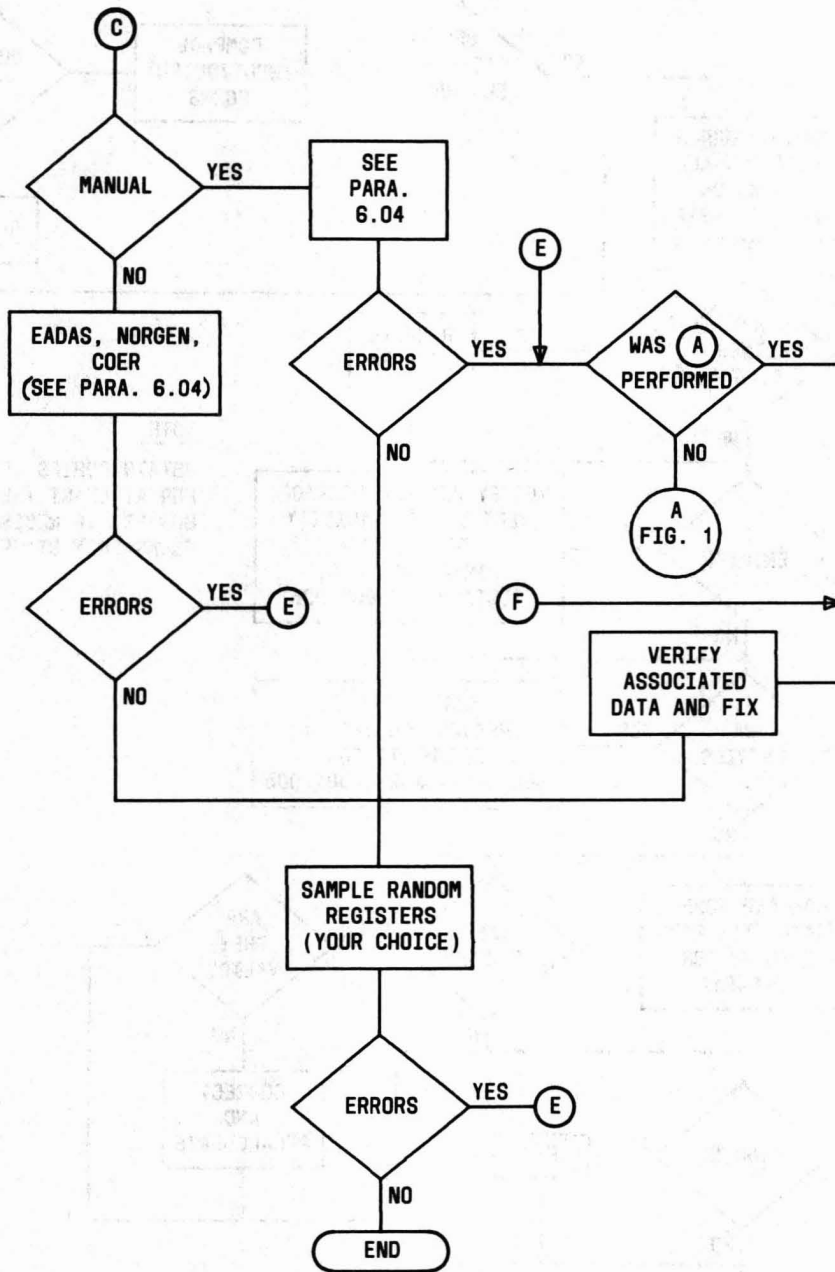 C
MANUAL
YES
NO
SEE
PARA.
6.04
E
EADAS, NORGEN,
COER
(SEE PARA. 6.04)
ERRORS
YES
NO
WAS A
PERFORMED
YES
NO
A
FIG. 1
ERRORS
YES
E
NO
F
VERIFY
ASSOCIATED
DATA AND FIX
SAMPLE RANDOM
REGISTERS
(YOUR CHOICE)
ERRORS
YES
E
NO
END